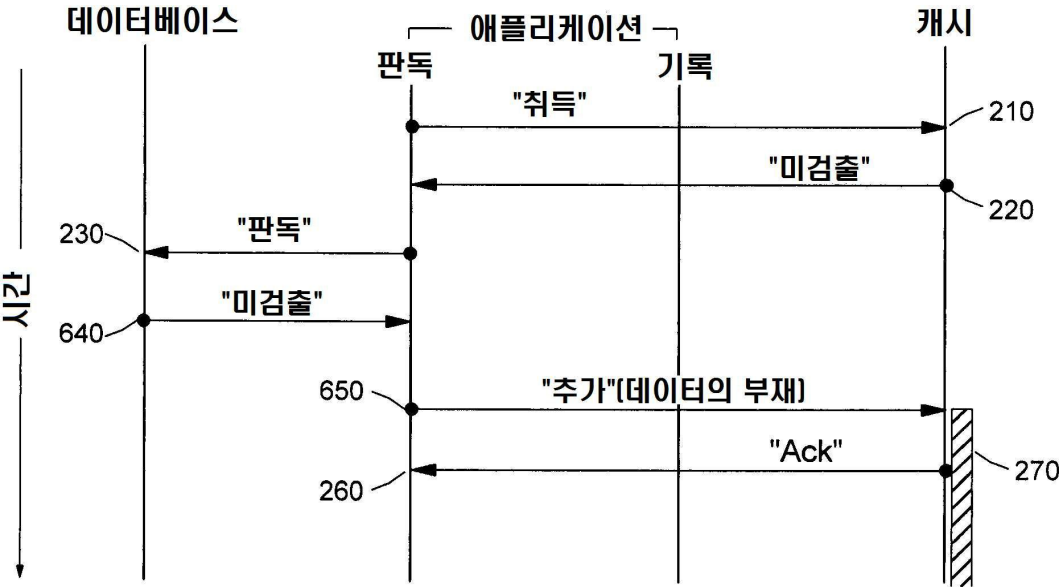 데이터베이스
애플리케이션
캐시
판독
기록
"취득"
210
"미검출"
220
"판독"
230
"미검출"
640
시간
650
"추가"(데이터의 부재)
"Ack"
260
270